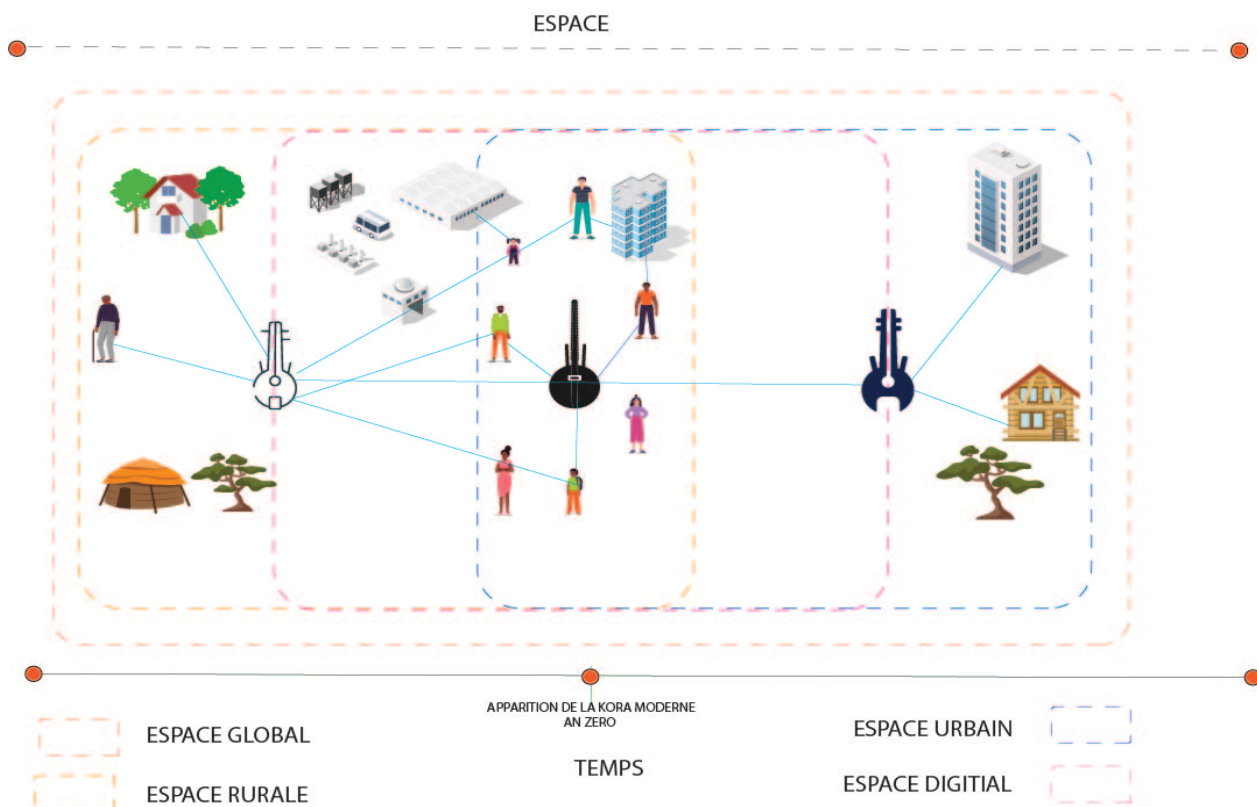 ESPACE
APPARITION DE LA KORA MODERNE
AN ZERO
TEMPS
ESPACE GLOBAL
ESPACE RURALE
ESPACE URBAIN
ESPACE DIGITIAL